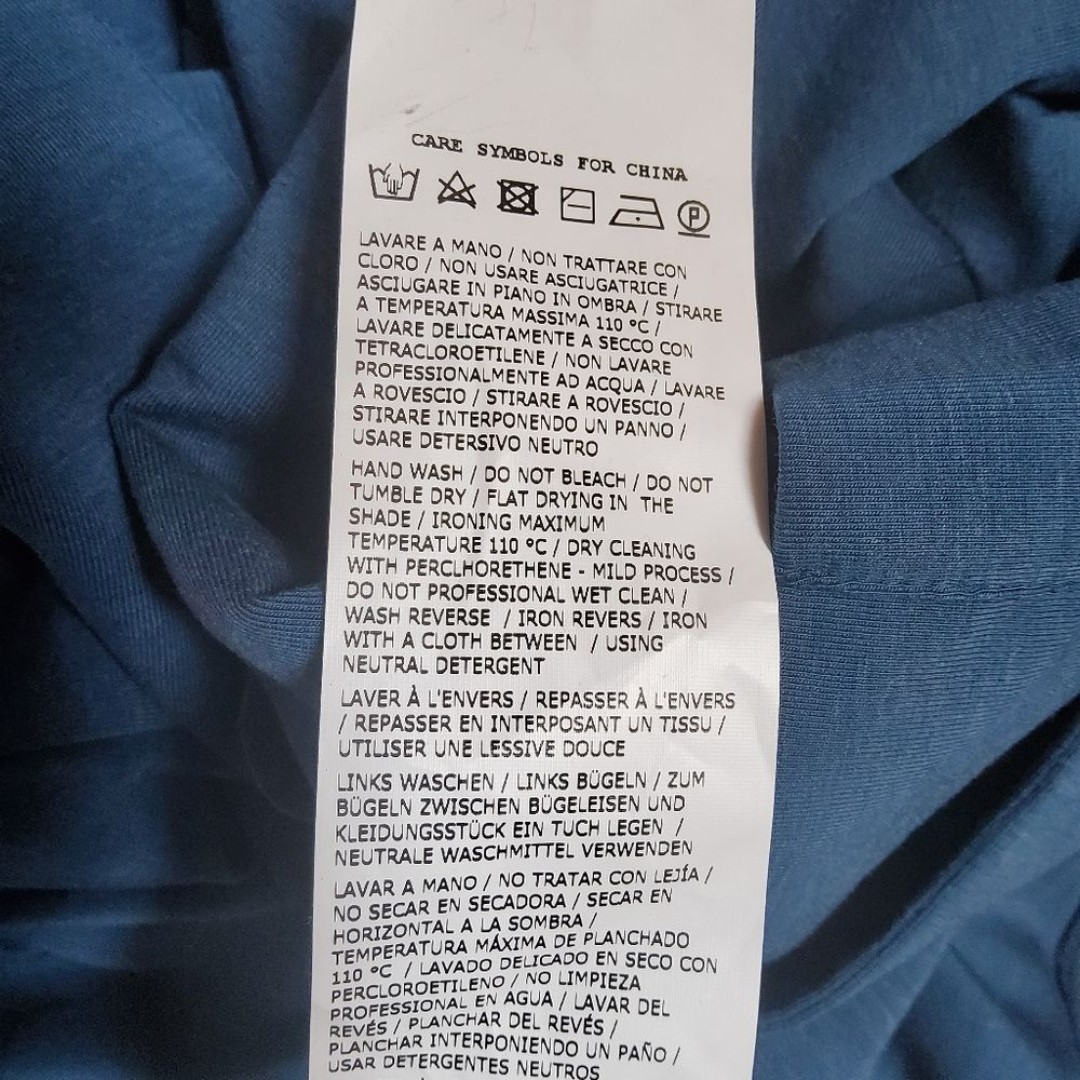 CARE SYMBOLS FOR CHINA
P
LAVARE A MANO / NON TRATTARE CON
CLORO / NON USARE ASCIUGATRICE /
ASCIUGARE IN PIANO IN OMBRA / STIRARE
A TEMPERATURA MASSIMA 110 °C /
LAVARE DELICATAMENTE A SECCO CON
TETRACLOROETILENE / NON LAVARE
PROFESSIONALMENTE AD ACQUA / LAVARE
A ROVESCIO / STIRARE A ROVESCIO /
STIRARE INTERPONENDO UN PANNO /
USARE DETERSIVO NEUTRO
HAND WASH / DO NOT BLEACH / DO NOT
TUMBLE DRY / FLAT DRYING IN THE
SHADE / IRONING MAXIMUM
TEMPERATURE 110 °C / DRY CLEANING
WITH PERCLHORETHENE - MILD PROCESS /
DO NOT PROFESSIONAL WET CLEAN /
WASH REVERSE / IRON REVERS / IRON
WITH A CLOTH BETWEEN / USING
NEUTRAL DETERGENT
LAVER À L'ENVERS / REPASSER À L'ENVERS
/ REPASSER EN INTERPOSANT UN TISSU /
UTILISER UNE LESSIVE DOUCE
LINKS WASCHEN / LINKS BÜGELN / ZUM
BÜGELN ZWISCHEN BÜGELEISEN UND
KLEIDUNGSSTÜCK EIN TUCH LEGEN /
NEUTRALE WASCHMITTEL VERWENDEN
LAVAR A MANO / NO TRATAR CON LEJÍA /
NO SECAR EN SECADORA / SECAR EN
HORIZONTAL A LA SOMBRA /
TEMPERATURA MÁXIMA DE PLANCHADO
110 °C / LAVADO DELICADO EN SECO CON
PERCLOROETILENO / NO LIMPIEZA
PROFESSIONAL EN AGUA / LAVAR DEL
REVÉS / PLANCHAR DEL REVÉS /
PLANCHAR INTERPONIENDO UN PAÑO /
USAR DETERGENTES NEUTROS